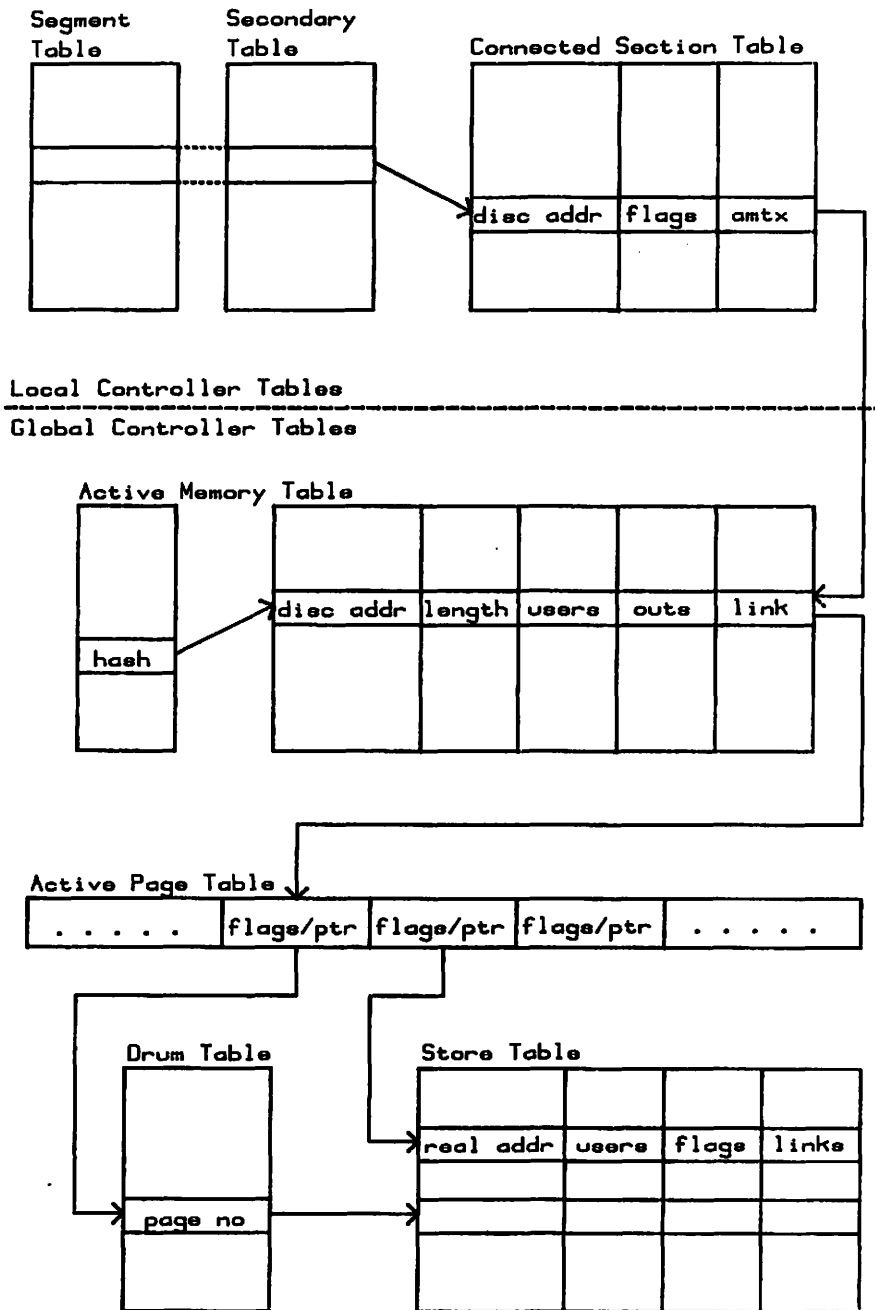 Segment Table
Secondary Table
Connected Section Table
disc addr flags amtx
Local Controller Tables
Global Controller Tables
Active Memory Table
hash
disc addr length users outs link
Active Page Table
. . . . . flags/ptr flags/ptr flags/ptr . . . . .
Drum Table
Store Table
real addr users flags links
page no